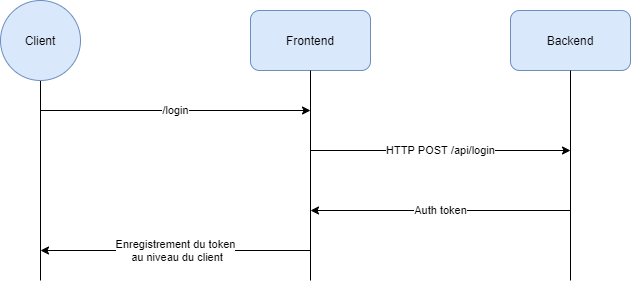 Client
Frontend
Backend
/login
HTTP POST /api/login
Auth token
Enregistrement du token
au niveau du client